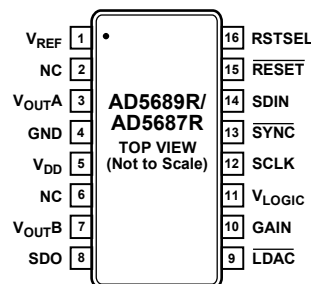 VREF 1
NC 2
VOUTA 3
GND 4
VDD 5
NC 6
VOUTB 7
SDO 8
AD5689R/
AD5687R
TOP VIEW
(Not to Scale)
16 RSTSEL
15 RESET
14 SDIN
13 SYNC
12 SCLK
11 VLOGIC
10 GAIN
9 LDAC